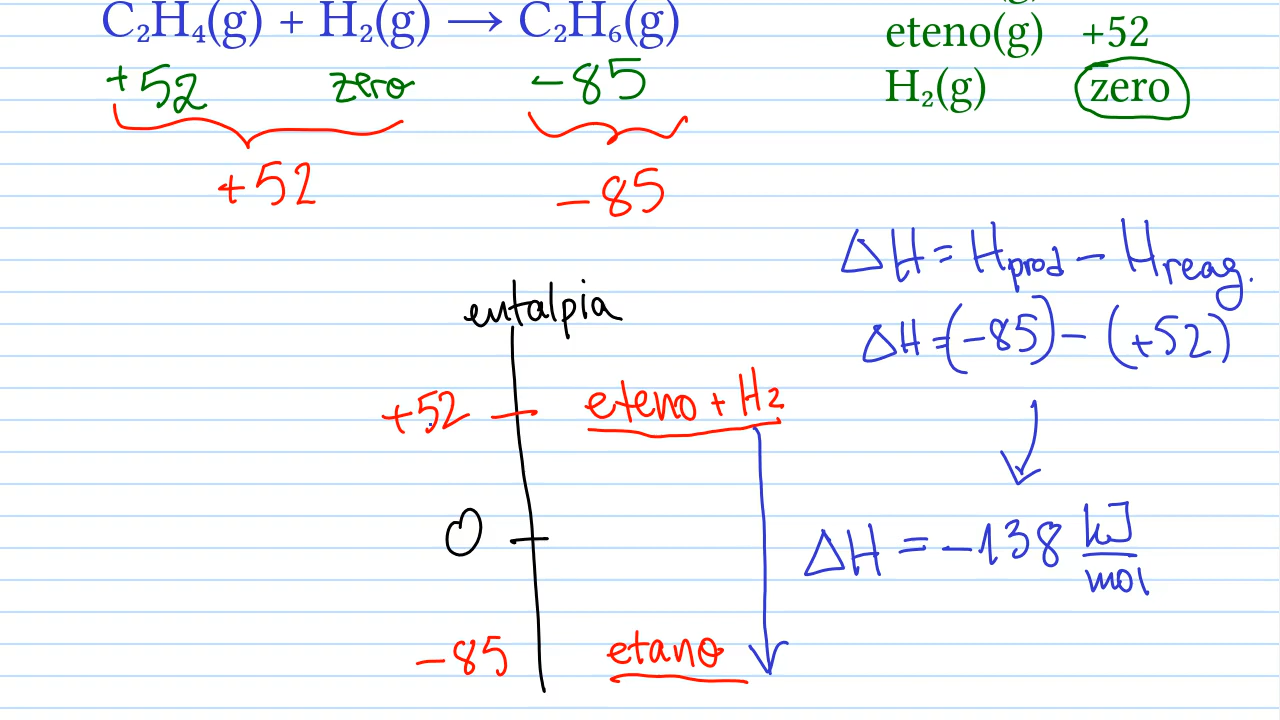 C₂H₄(g) + H₂(g) → C₂H₆(g)
eteno(g) +52
H₂(g) zero
+52 zero -85
+52 -85
ΔH = Hprod - Hreag.
ΔH = (-85) - (+52)
entalpia
+52 eteno + H2
0
ΔH = -138 kJ/mol
-85 etano